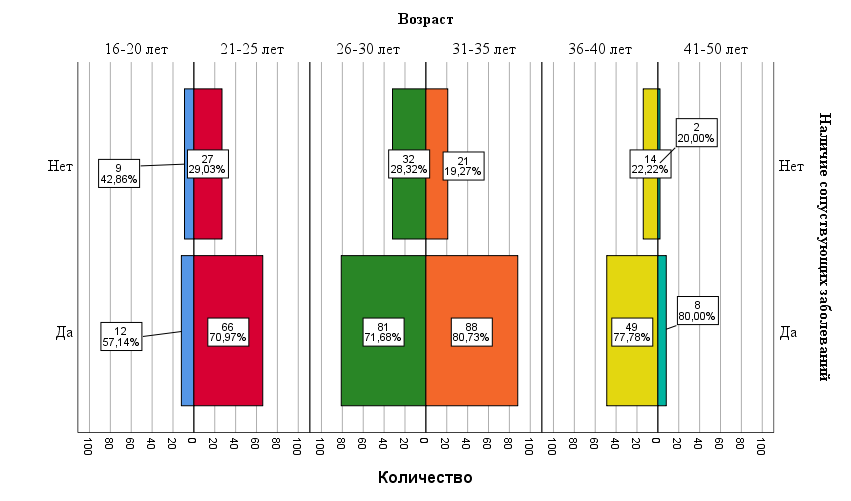 Возраст
16-20 лет 21-25 лет 26-30 лет 31-35 лет 36-40 лет 41-50 лет
Нет
9
42,86%
27
29,03%
32
28,32%
21
19,27%
14
22,22%
2
20,00%
Нет
Да
12
57,14%
66
70,97%
81
71,68%
88
80,73%
49
77,78%
8
80,00%
Да
Наличие сопуствующих заболеваний
100 80 60 40 20 0 20 40 60 80 100 100 80 60 40 20 0 20 40 60 80 100 100 80 60 40 20 0 20 40 60 80 100
Количество